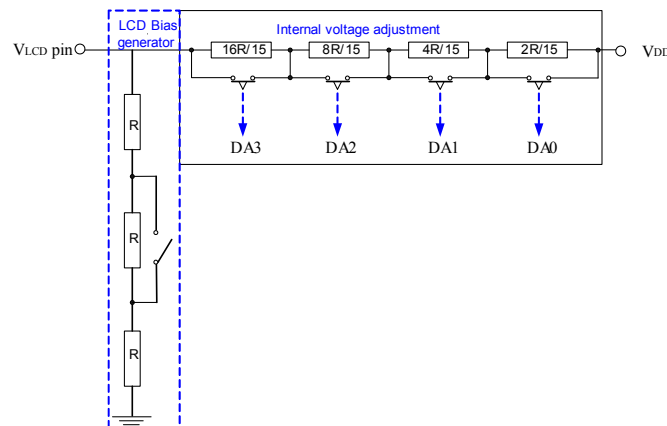 LCD Bias
generator
Internal voltage adjustment
VLCD pin
16R/15
8R/15
4R/15
2R/15
VDD
DA3
DA2
DA1
DA0
R
R
R